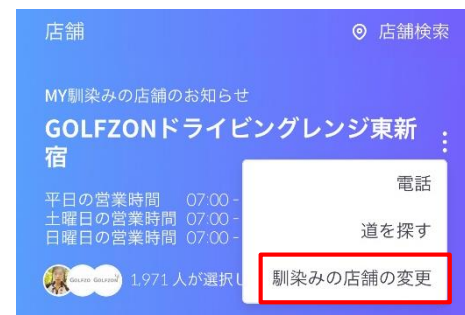 店舗
店舗検索
MY馴染みの店舗のお知らせ
GOLFZONドライビングレンジ東新
宿
平日の営業時間 07:00 -
土曜日の営業時間 07:00 -
日曜日の営業時間 07:00 -
1,971 人が選択し
電話
道を探す
馴染みの店舗の変更